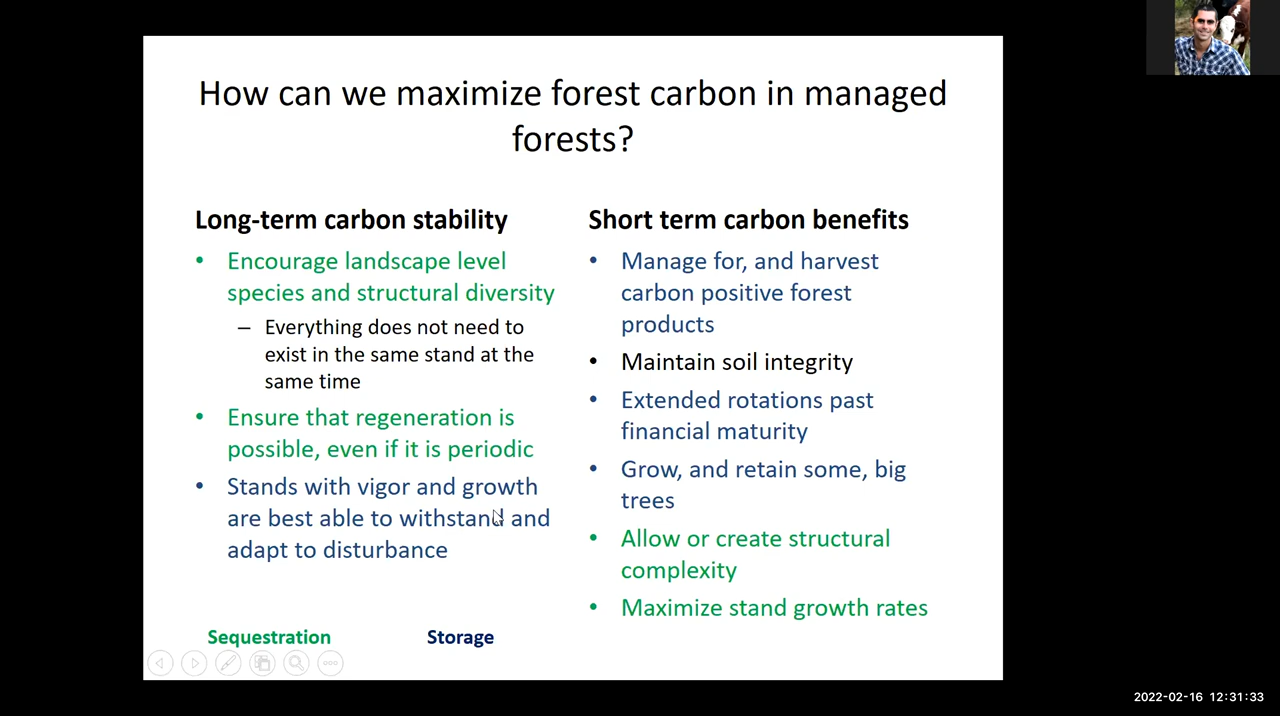 How can we maximize forest carbon in managed
forests?
Long-term carbon stability
• Encourage landscape level
species and structural diversity
– Everything does not need to
exist in the same stand at the
same time
• Ensure that regeneration is
possible, even if it is periodic
• Stands with vigor and growth
are best able to withstand and
adapt to disturbance
Short term carbon benefits
• Manage for, and harvest
carbon positive forest
products
• Maintain soil integrity
• Extended rotations past
financial maturity
• Grow, and retain some, big
trees
• Allow or create structural
complexity
• Maximize stand growth rates
Sequestration
Storage
2022-02-16 12:31:33